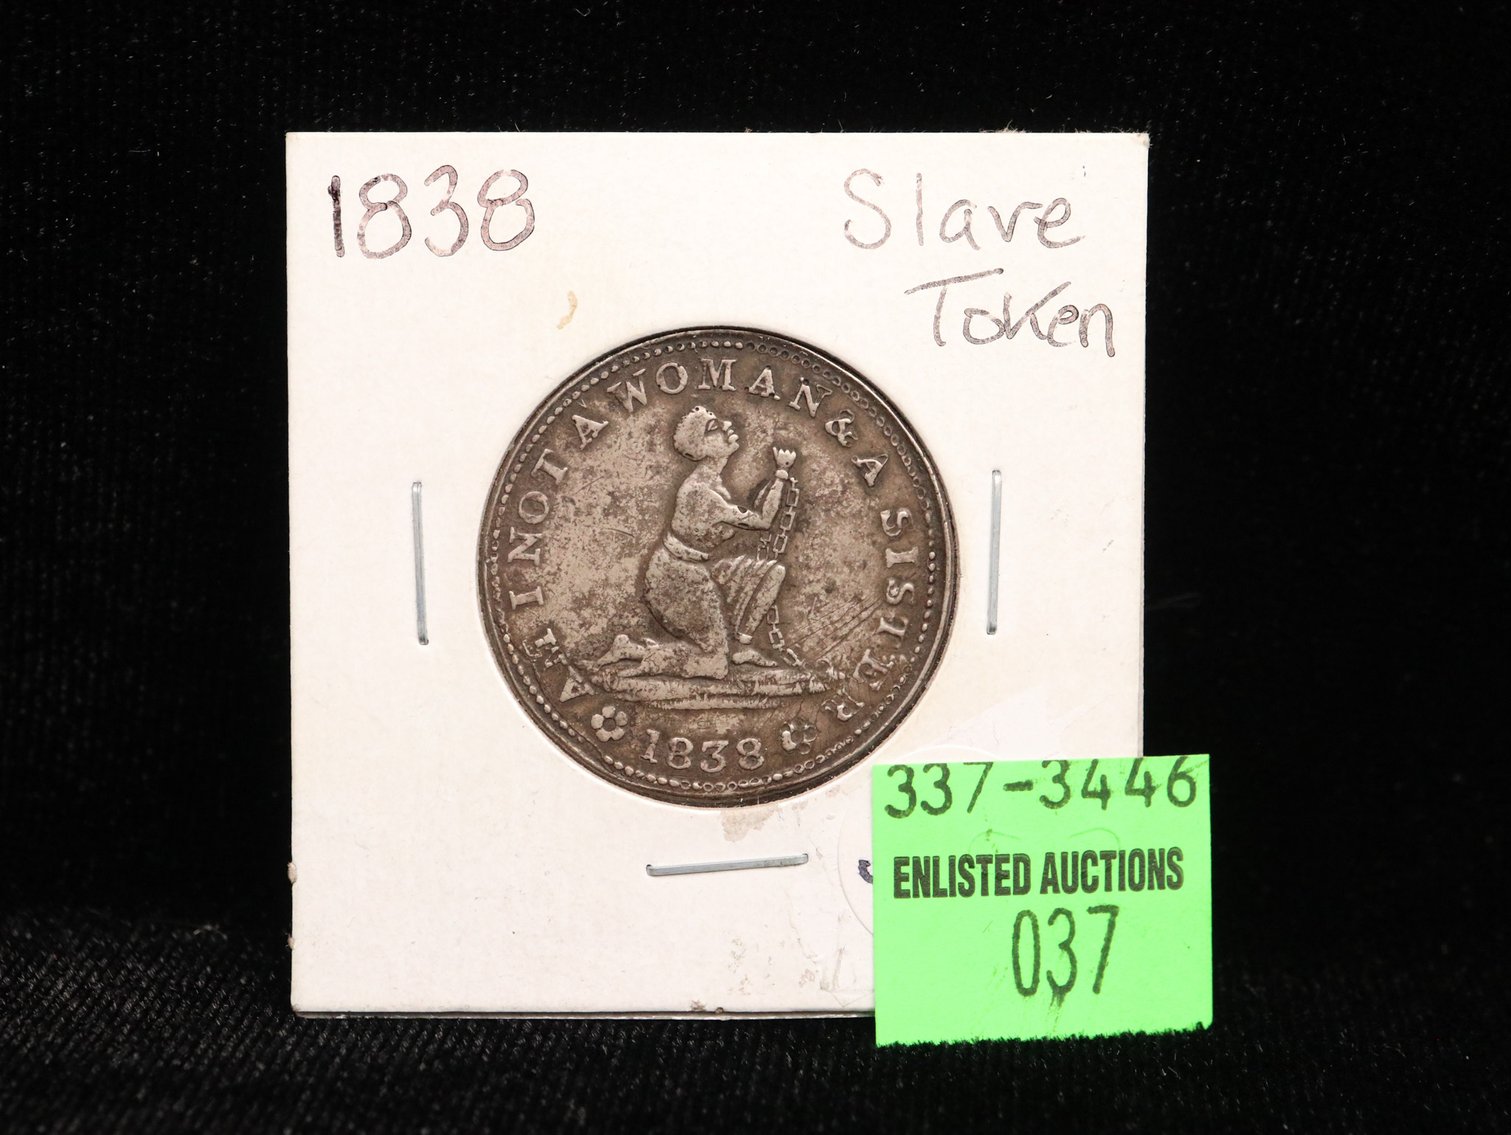 1838
Slave
Token
AM I NOT A WOMAN & A SISTER
1838
337-3446
ENLISTED AUCTIONS
037